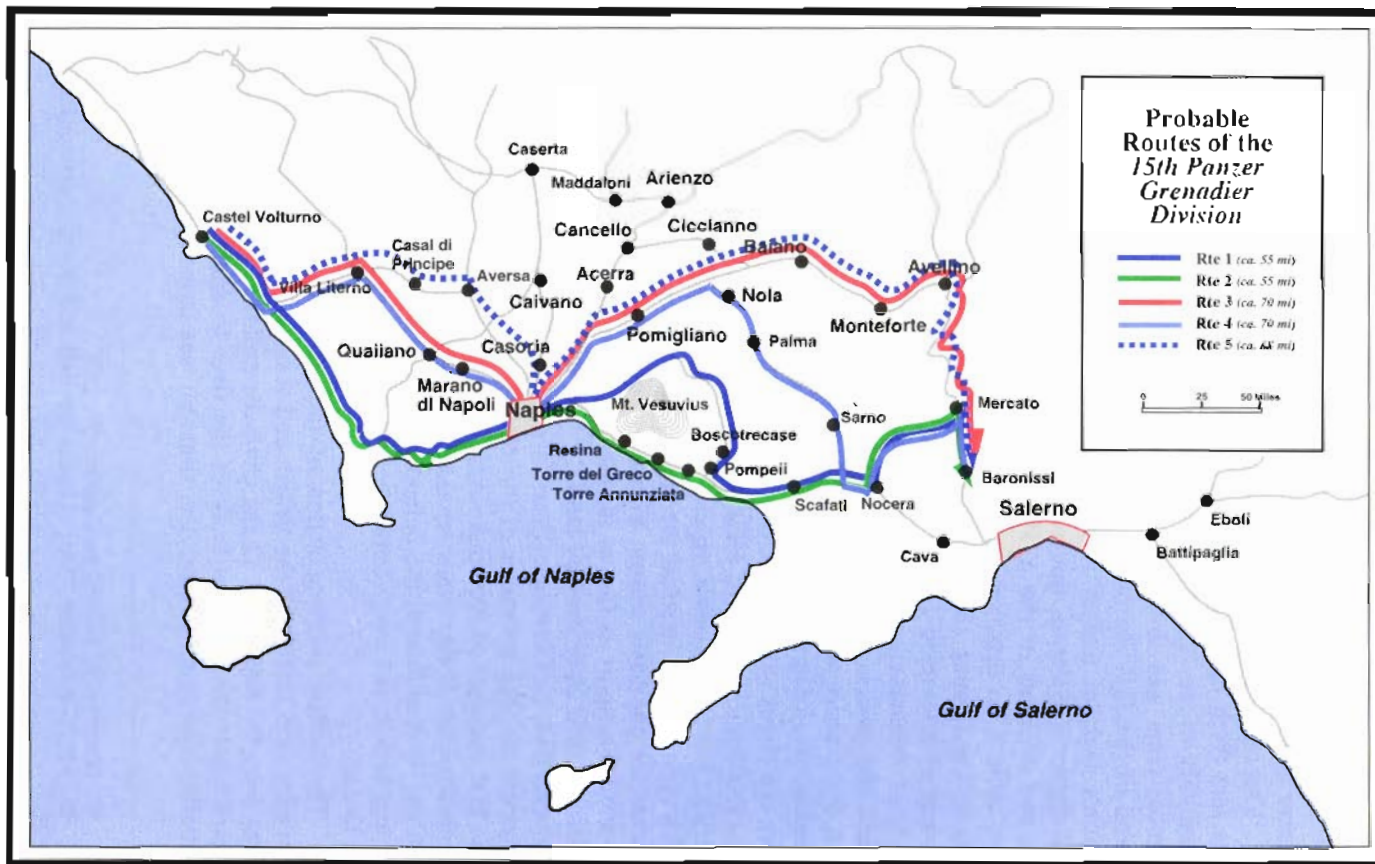 Probable
Routes of the
15th Panzer
Grenadier
Division
Rte 1 (ca. 55 mi)
Rte 2 (ca. 55 mi)
Rte 3 (ca. 70 mi)
Rte 4 (ca. 70 mi)
Rte 5 (ca. 68 mi)
0 25 50 Miles
Caserta
Maddaloni
Arienzo
Castel Volturno
Cancello
Ciccianno
Casal di
Principe
Baiano
Aversa
Acerra
Avellino
Villa Literno
Caivano
Nola
Pomigliano
Monteforte
Quaiiano
Casoria
Palma
Marano
dI Napoli
Naples
Mt. Vesuvius
Mercato
Sarno
Boscotrecase
Resina
Pompeii
Baronissi
Torre del Greco
Torre Annunziata
Scafati
Nocera
Salerno
Eboli
Cava
Battipaglia
Gulf of Naples
Gulf of Salerno